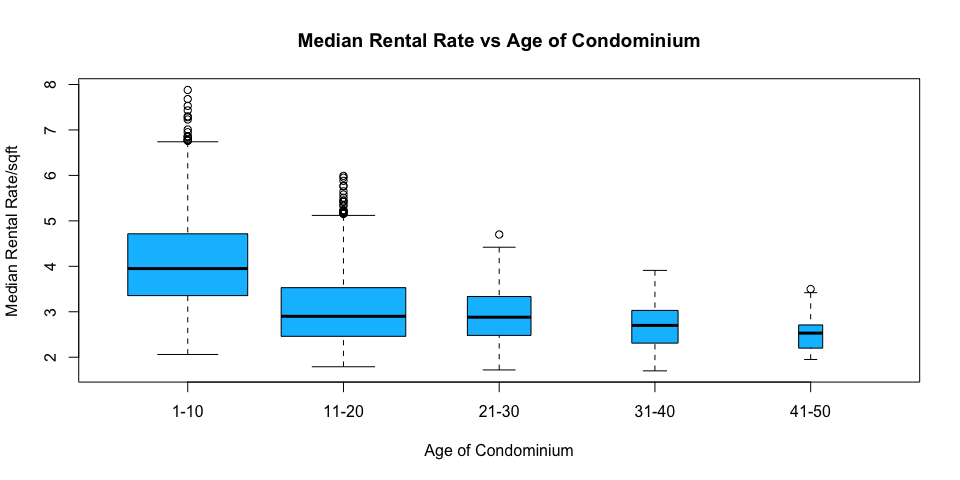 Median Rental Rate vs Age of Condominium
Median Rental Rate/sqft
8
7
6
5
4
3
2
1-10 11-20 21-30 31-40 41-50
Age of Condominium